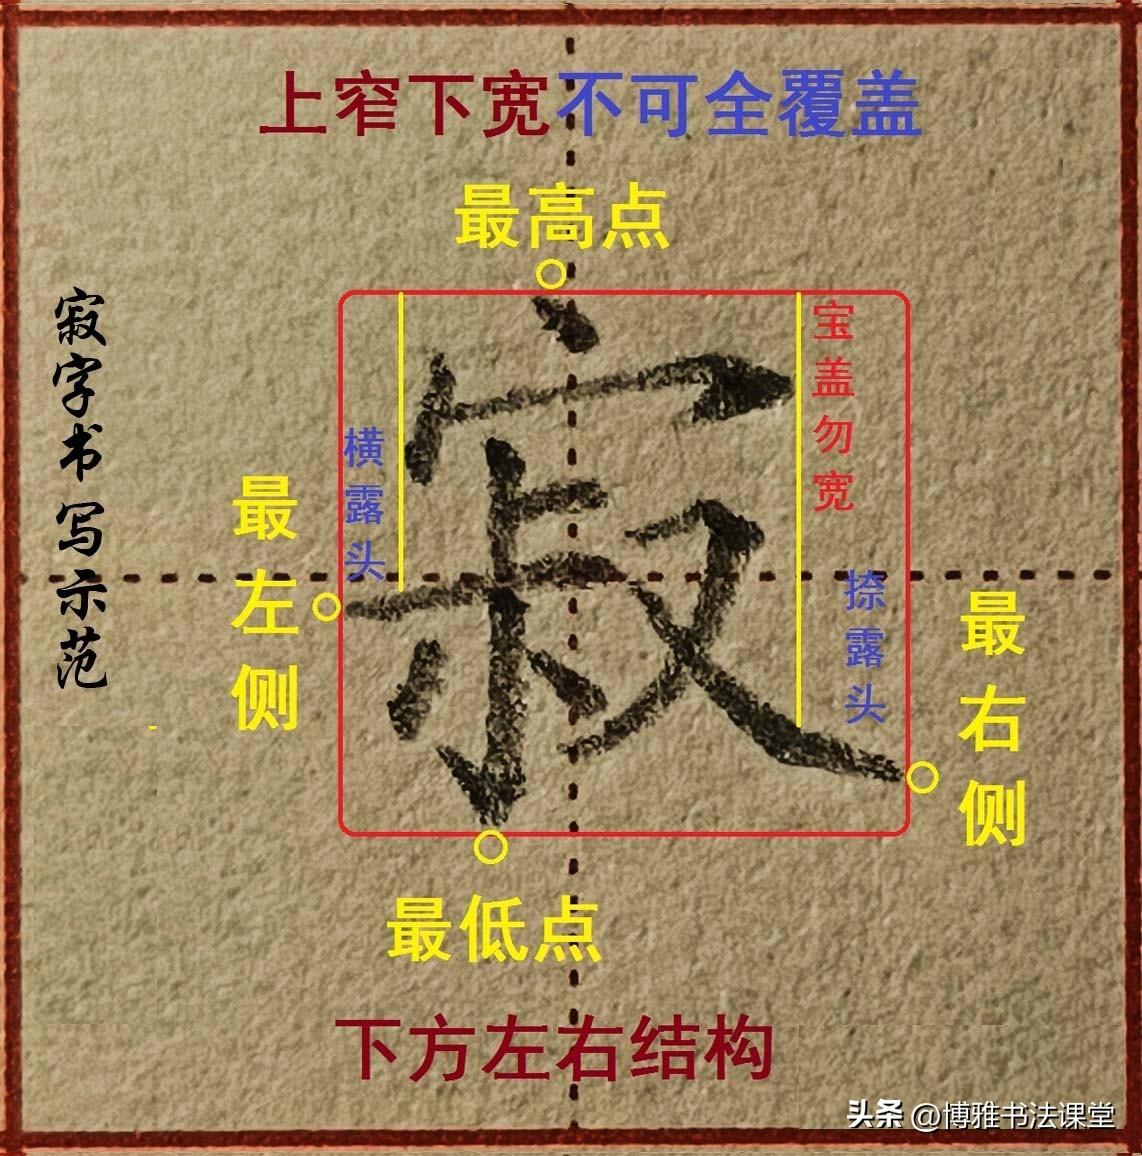 上窄下宽不可全覆盖
最高点
寂字书写示范
宝盖勿宽
横露头
最左侧
寂
捺露头
最右侧
最低点
下方左右结构
头条 @博雅书法课堂